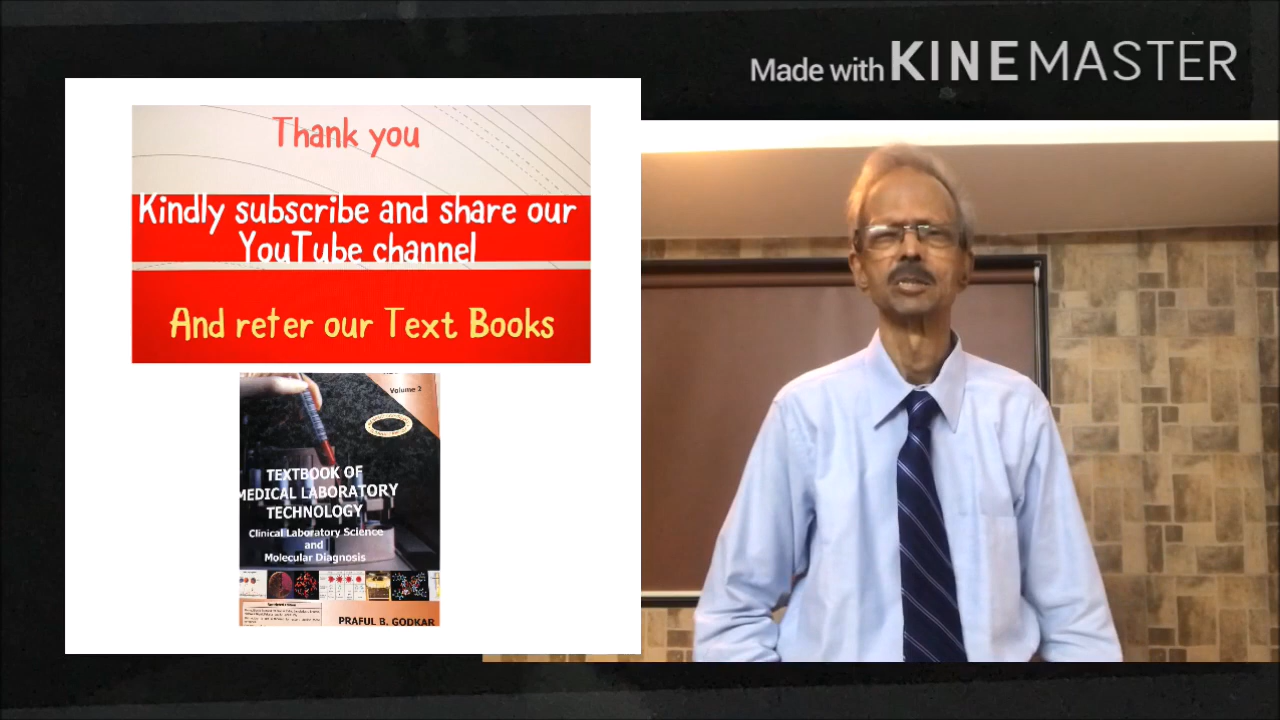 Made with KINEMASTER
Thank you
Kindly subscribe and share our
YouTube channel
And refer our Text Books
Volume 2
TEXTBOOK OF
MEDICAL LABORATORY
TECHNOLOGY
Clinical Laboratory Science
and
Molecular Diagnosis
PRAFUL B. GODKAR